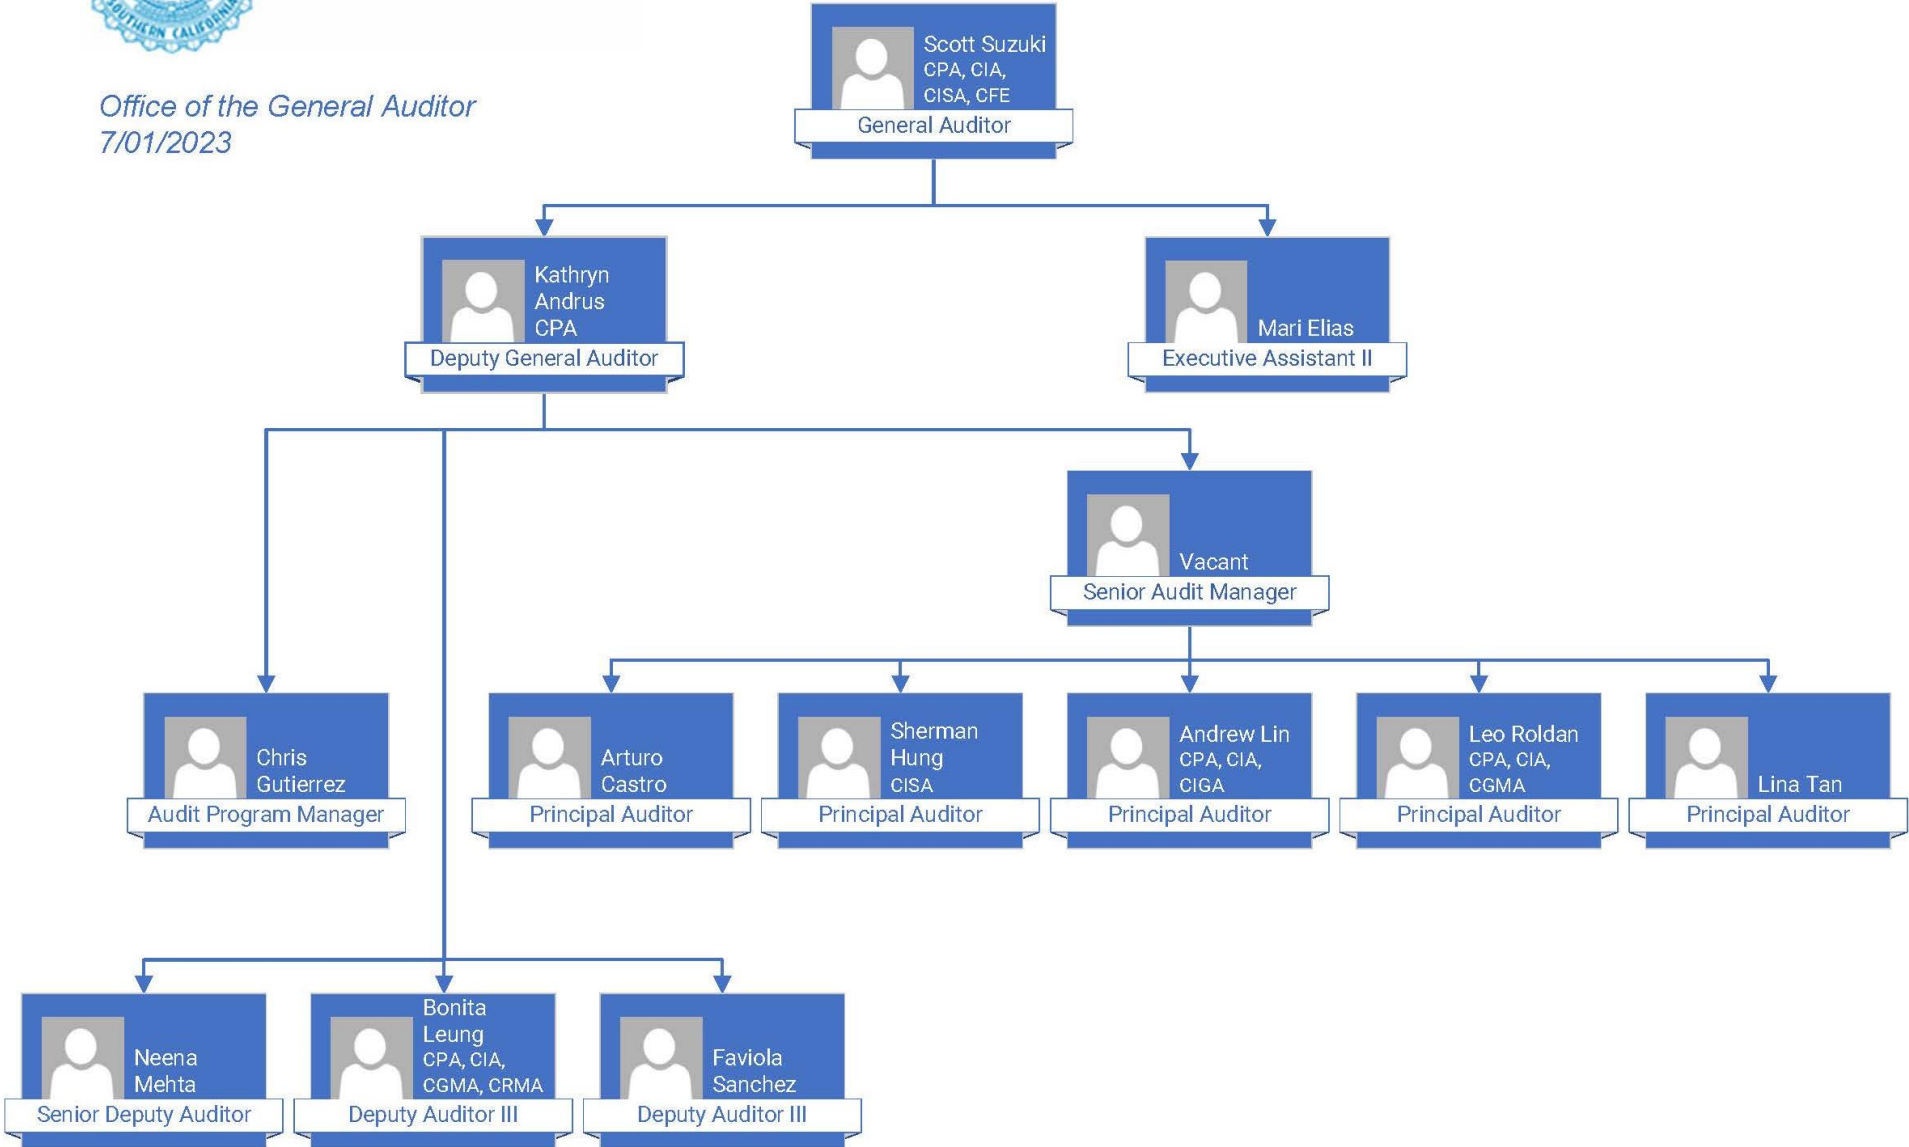 SOUTHERN CALIFORNIA
Office of the General Auditor
7/01/2023
Scott Suzuki
CPA, CIA,
CISA, CFE
General Auditor
Kathryn
Andrus
CPA
Deputy General Auditor
Mari Elias
Executive Assistant II
Vacant
Senior Audit Manager
Chris
Gutierrez
Audit Program Manager
Arturo
Castro
Principal Auditor
Sherman
Hung
CISA
Principal Auditor
Andrew Lin
CPA, CIA,
CIGA
Principal Auditor
Leo Roldan
CPA, CIA,
CGMA
Principal Auditor
Lina Tan
Principal Auditor
Neena
Mehta
Senior Deputy Auditor
Bonita
Leung
CPA, CIA,
CGMA, CRMA
Deputy Auditor III
Faviola
Sanchez
Deputy Auditor III